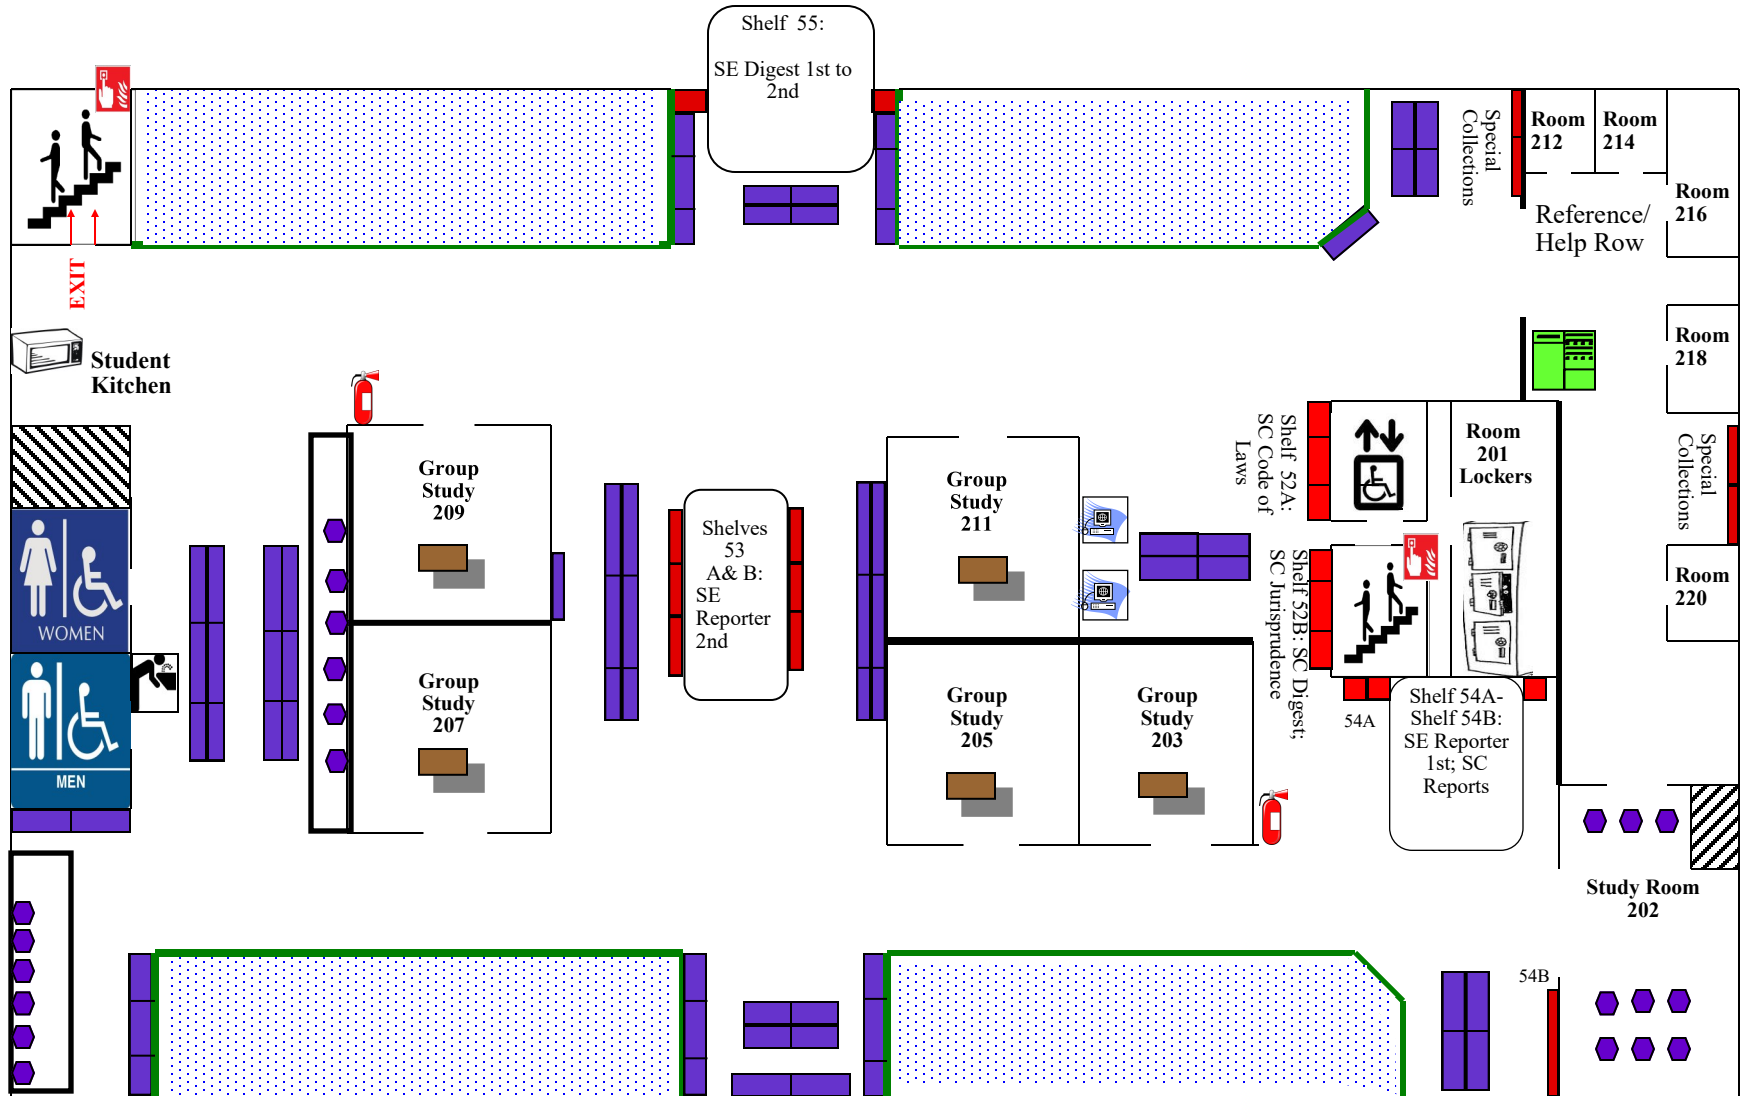 Shelf 55:
SE Digest 1st to
2nd
Special
Collections
Room
212
Room
214
Room
216
Reference/
Help Row
EXIT
Student
Kitchen
Room
218
Group
Study
209
Group
Study
211
Shelf 52A:
SC Code of
Laws
Room
201
Lockers
Special
Collections
Shelves
53
A& B:
SE
Reporter
2nd
Shelf 52B: SC Digest;
SC Jurisprudence
Room
220
WOMEN
MEN
Group
Study
207
Group
Study
205
Group
Study
203
54A
Shelf 54A-
Shelf 54B:
SE Reporter
1st; SC
Reports
Study Room
202
54B